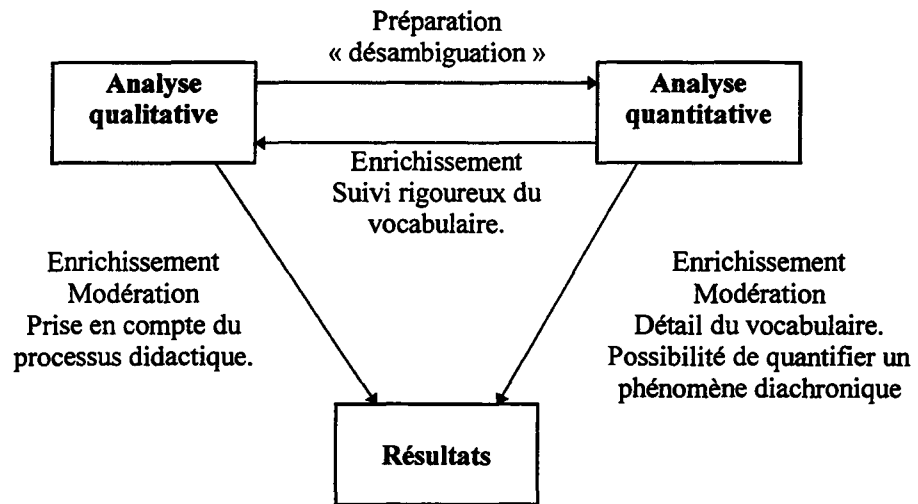 Préparation
« désambiguation »
Analyse
qualitative
Analyse
quantitative
Enrichissement
Suivi rigoureux du
vocabulaire.
Enrichissement
Modération
Prise en compte du
processus didactique.
Enrichissement
Modération
Détail du vocabulaire.
Possibilité de quantifier un
phénomène diachronique
Résultats